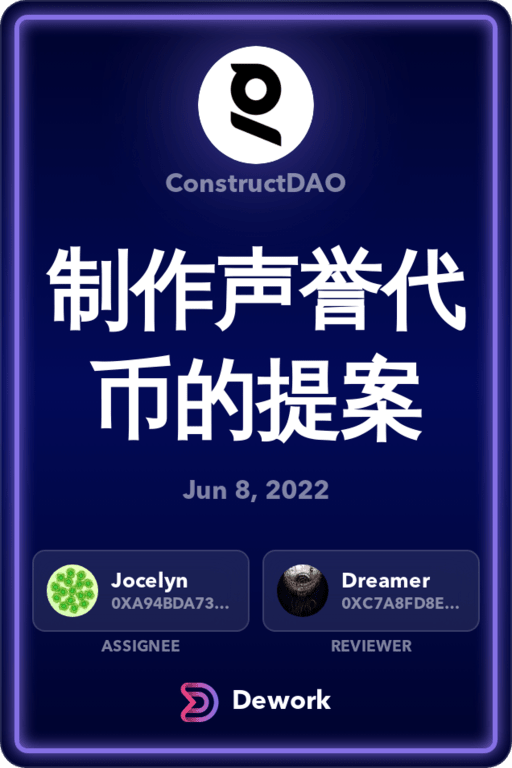 ConstructDAO
制作声誉代
币的提案
Jun 8, 2022
Jocelyn
0XA94BDA73...
Dreamer
0XC7A8FD8E...
ASSIGNEE
REVIEWER
Dework